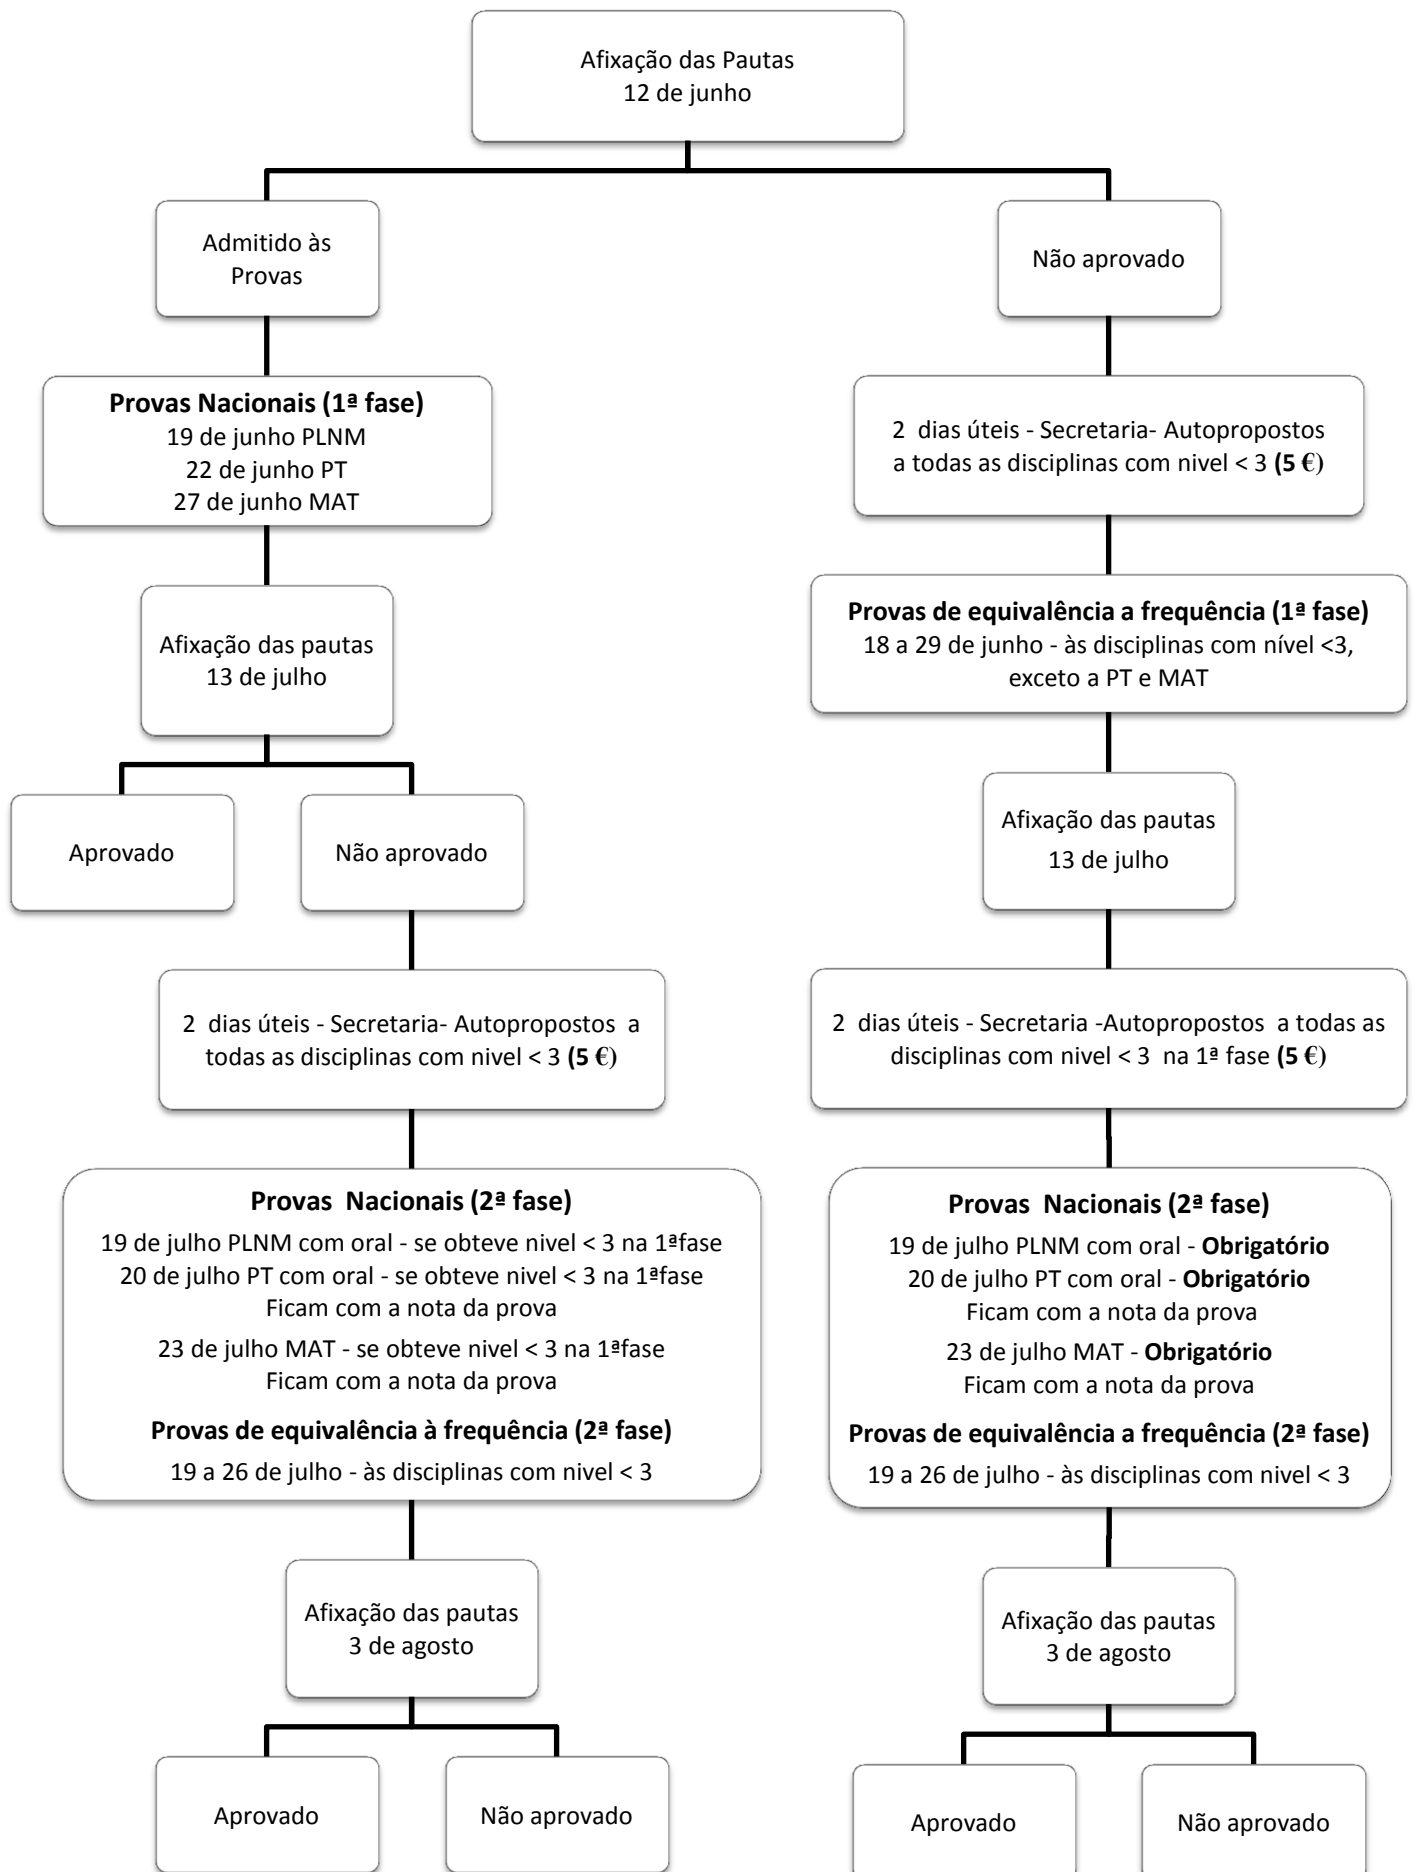 Afixação das Pautas
12 de junho
Admitido às
Provas
Não aprovado
Provas Nacionais (1ª fase)
19 de junho PLNM
22 de junho PT
27 de junho MAT
2 dias úteis - Secretaria- Autopropostos
a todas as disciplinas com nivel < 3 (5 €)
Afixação das pautas
13 de julho
Provas de equivalência a frequência (1ª fase)
18 a 29 de junho - às disciplinas com nível <3,
exceto a PT e MAT
Aprovado
Não aprovado
Afixação das pautas
13 de julho
2 dias úteis - Secretaria- Autopropostos a
todas as disciplinas com nivel < 3 (5 €)
2 dias úteis - Secretaria -Autopropostos a todas as
disciplinas com nivel < 3 na 1ª fase (5 €)
Provas Nacionais (2ª fase)
19 de julho PLNM com oral - se obteve nivel < 3 na 1ªfase
20 de julho PT com oral - se obteve nivel < 3 na 1ªfase
Ficam com a nota da prova
23 de julho MAT - se obteve nivel < 3 na 1ªfase
Ficam com a nota da prova
Provas de equivalência à frequência (2ª fase)
19 a 26 de julho - às disciplinas com nivel < 3
Provas Nacionais (2ª fase)
19 de julho PLNM com oral - Obrigatório
20 de julho PT com oral - Obrigatório
Ficam com a nota da prova
23 de julho MAT - Obrigatório
Ficam com a nota da prova
Provas de equivalência a frequência (2ª fase)
19 a 26 de julho - às disciplinas com nivel < 3
Afixação das pautas
3 de agosto
Afixação das pautas
3 de agosto
Aprovado
Não aprovado
Aprovado
Não aprovado